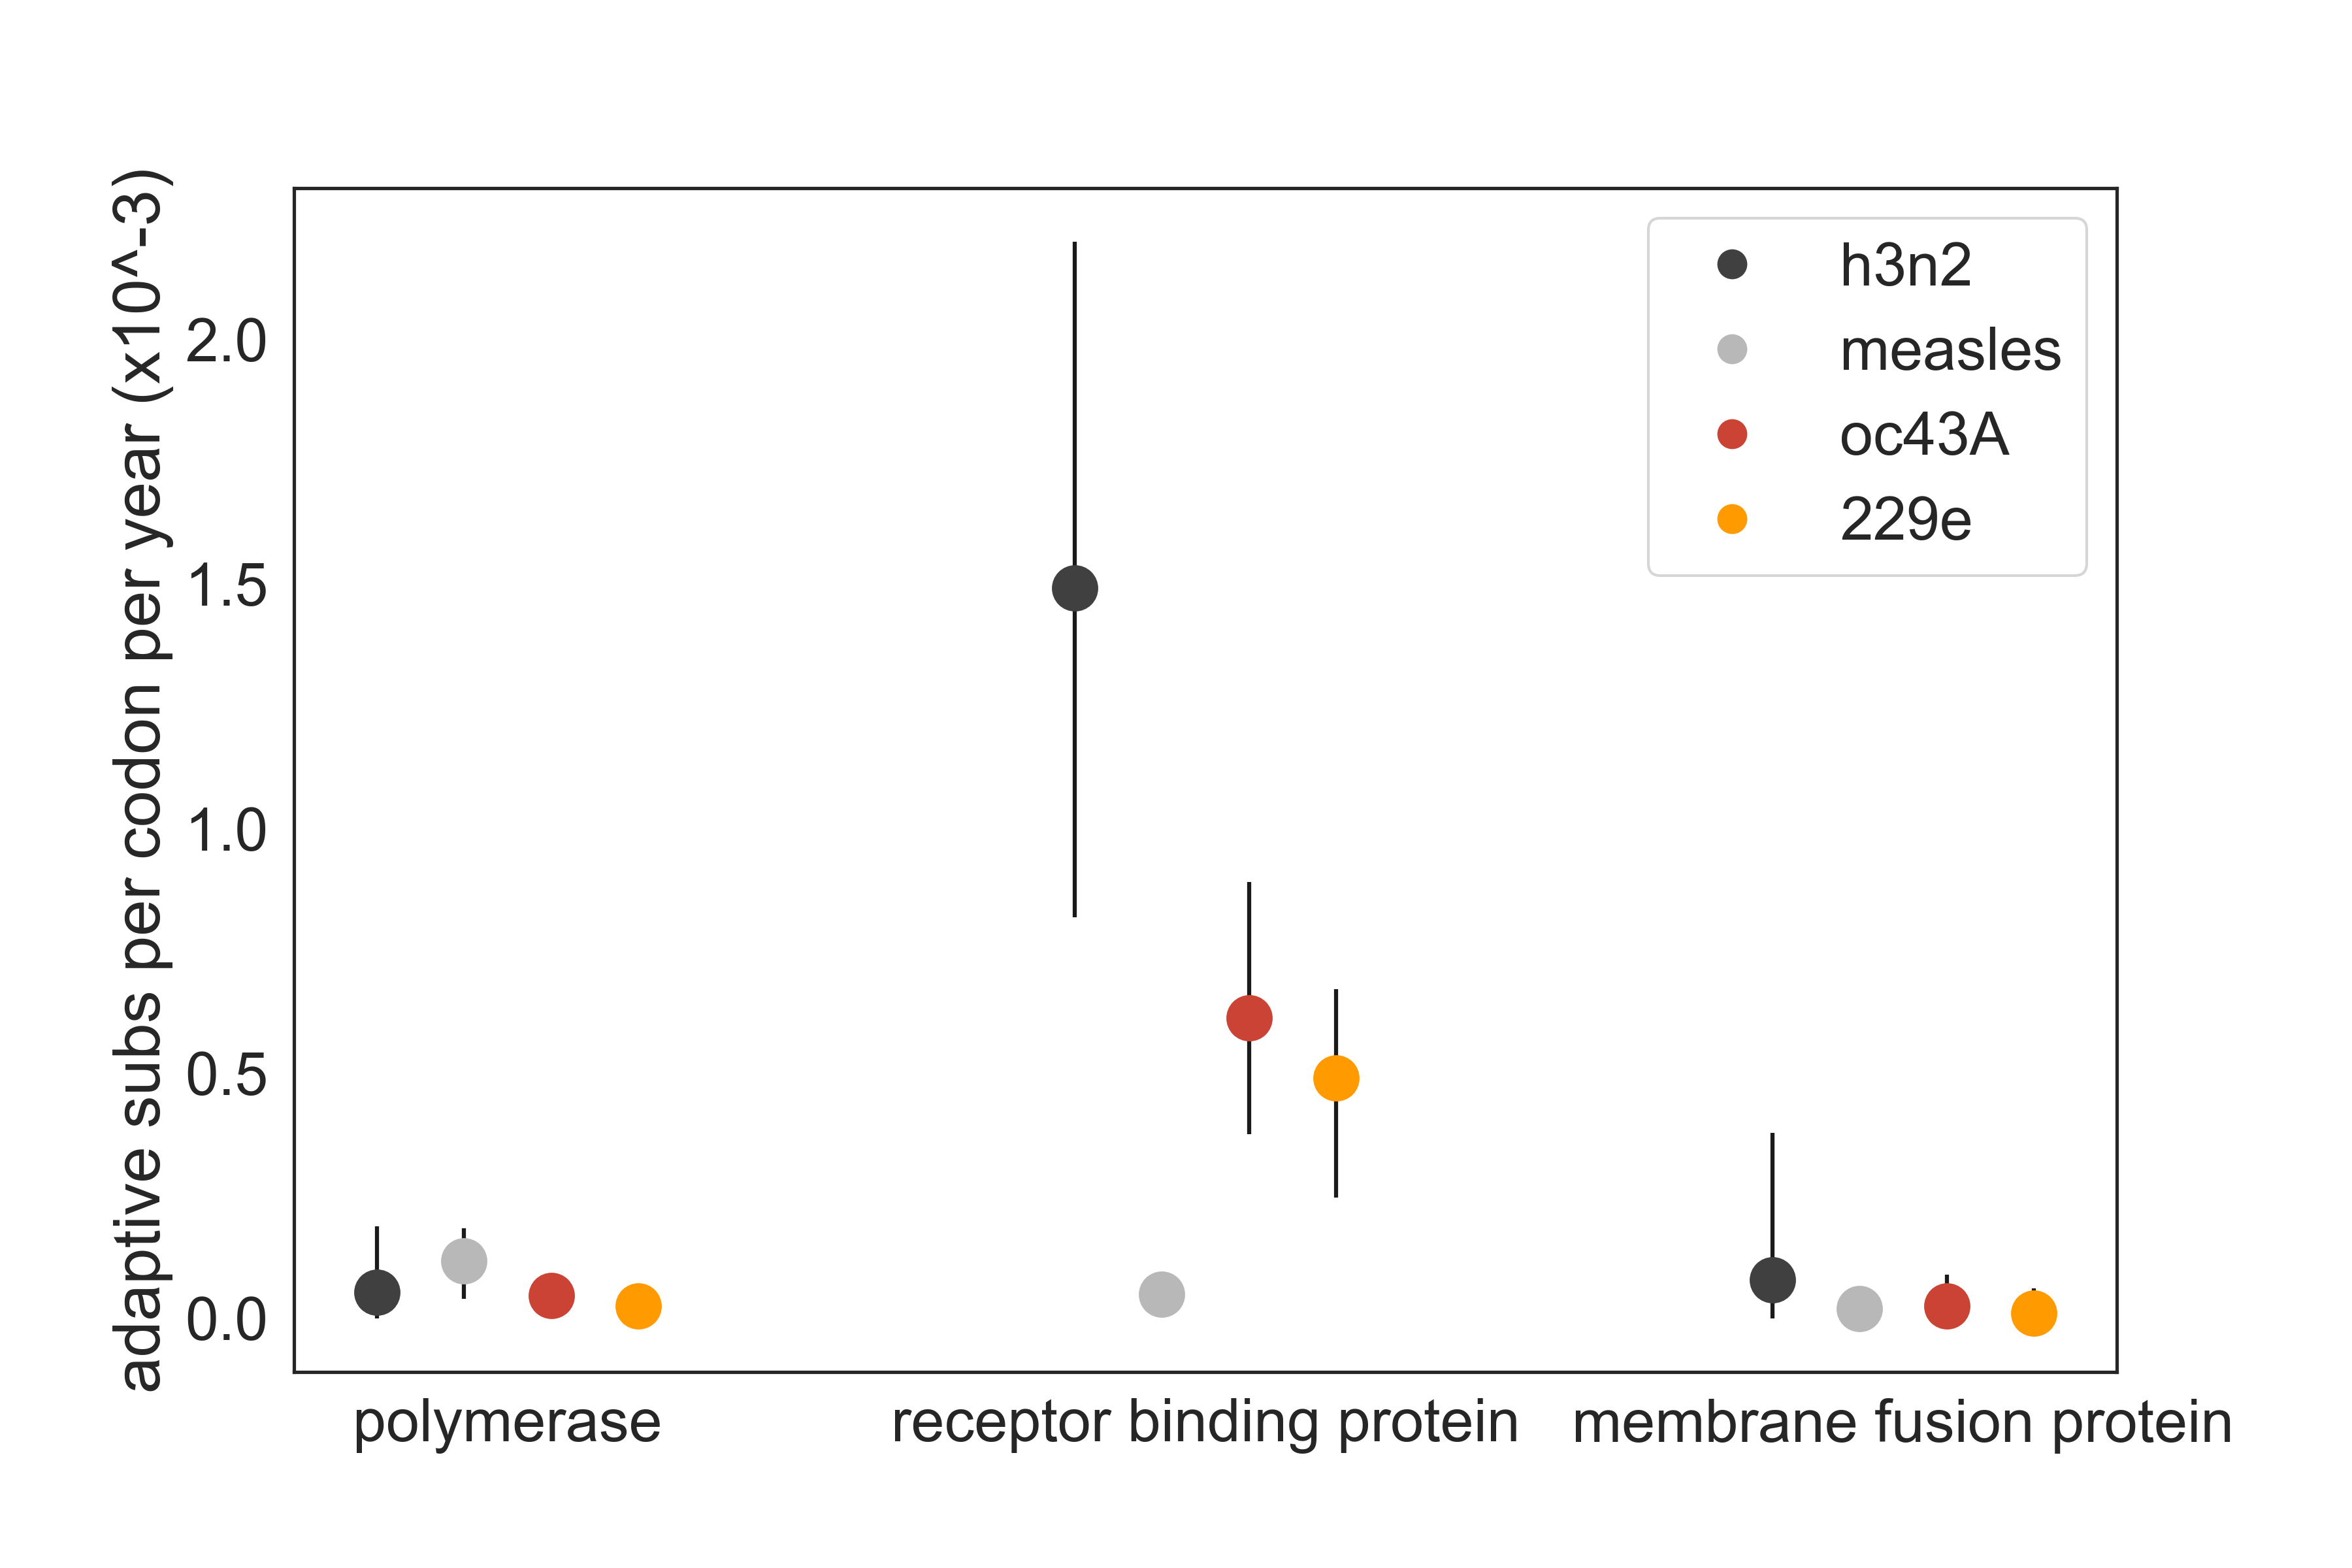 adaptive subs per codon per year (x10^-3)
2.0
1.5
1.0
0.5
0.0
h3n2
measles
oc43A
229e
polymerase
receptor binding protein
membrane fusion protein